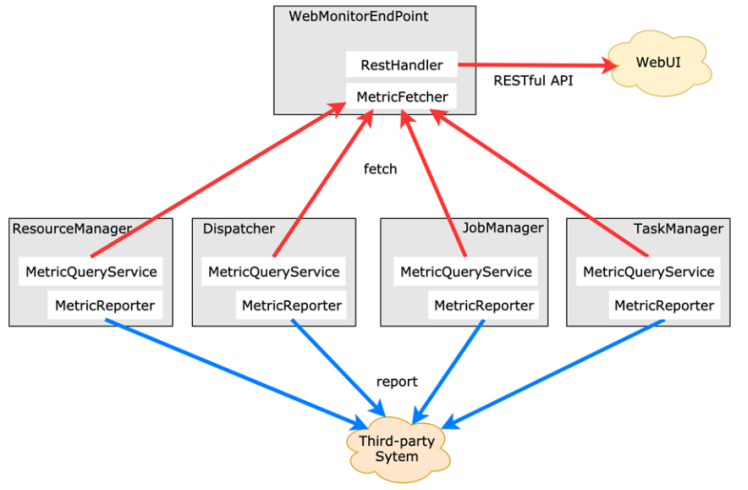 WebMonitorEndPoint
RestHandler
MetricFetcher
RESTful API
WebUI
fetch
ResourceManager
MetricQueryService
MetricReporter
Dispatcher
MetricQueryService
MetricReporter
JobManager
MetricQueryService
MetricReporter
TaskManager
MetricQueryService
MetricReporter
report
Third-party
Sytem